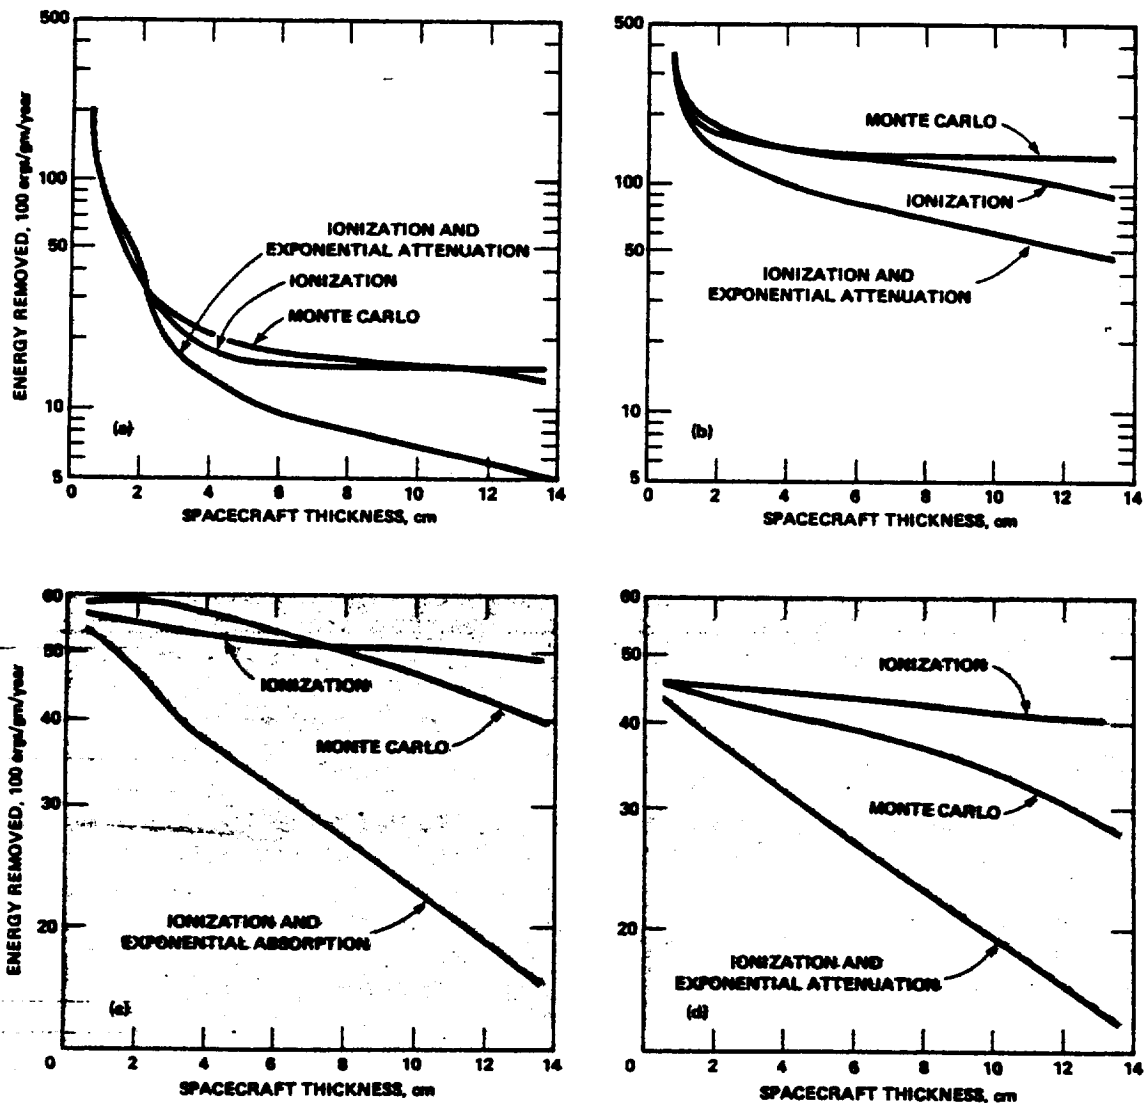 500
100
50
10
5
0 2 4 6 8 10 12 14
ENERGY REMOVED, 100 ergs/gm/year
SPACECRAFT THICKNESS, cm
IONIZATION AND
EXPONENTIAL ATTENUATION
IONIZATION
MONTE CARLO
(a)
500
100
50
10
5
0 2 4 6 8 10 12 14
SPACECRAFT THICKNESS, cm
MONTE CARLO
IONIZATION
IONIZATION AND
EXPONENTIAL ATTENUATION
(b)
60
50
40
30
20
0 2 4 6 8 10 12 14
ENERGY REMOVED, 100 ergs/gm/year
SPACECRAFT THICKNESS, cm
IONIZATION
MONTE CARLO
IONIZATION AND
EXPONENTIAL ABSORPTION
(c)
60
50
40
30
20
0 2 4 6 8 10 12 14
SPACECRAFT THICKNESS, cm
IONIZATION
MONTE CARLO
IONIZATION AND
EXPONENTIAL ATTENUATION
(d)